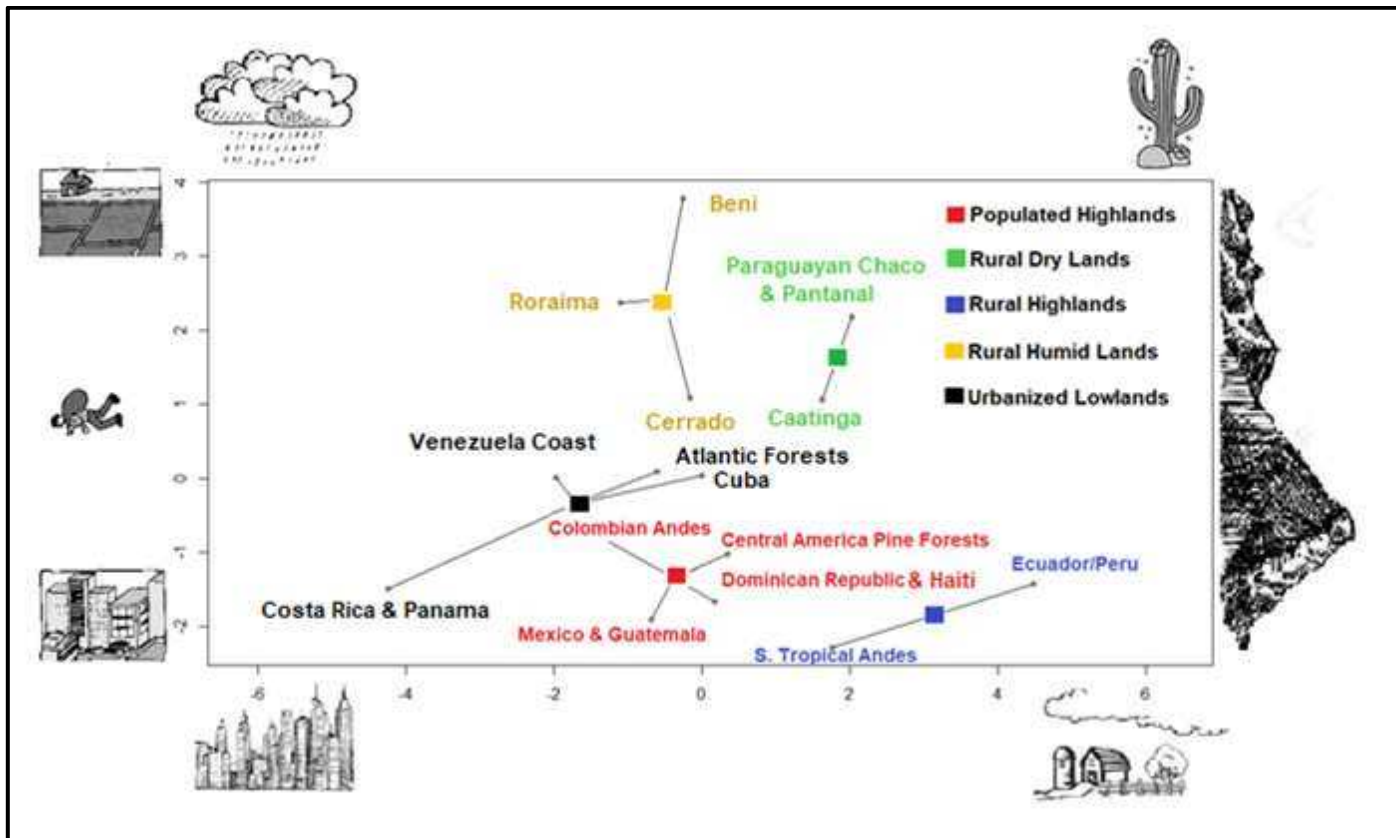 4
3
2
1
0
-1
-2
Beni
Paraguayan Chaco
& Pantanal
Roraima
Cerrado
Caatinga
Venezuela Coast
Atlantic Forests
Cuba
Colombian Andes
Central America Pine Forests
Ecuador/Peru
Dominican Republic & Haiti
Costa Rica & Panama
Mexico & Guatemala
S. Tropical Andes
Populated Highlands
Rural Dry Lands
Rural Highlands
Rural Humid Lands
Urbanized Lowlands
-6 -4 -2 0 2 4 6